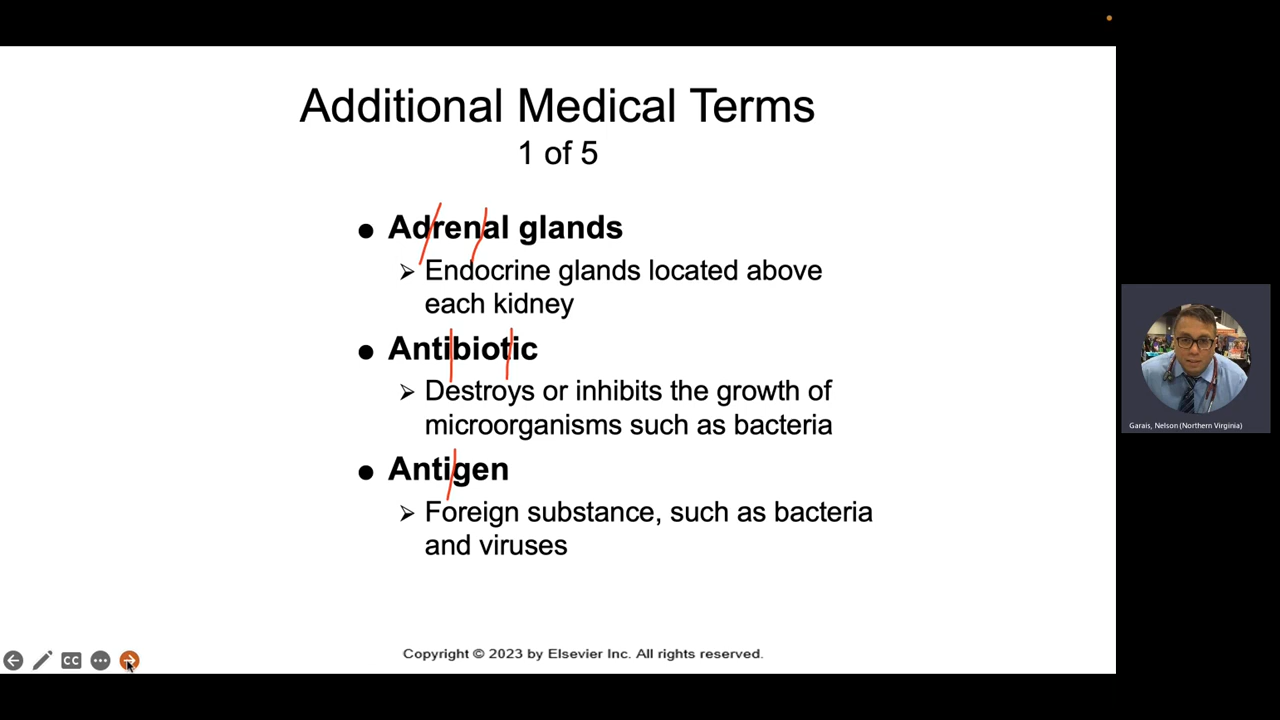 Additional Medical Terms
1 of 5
● Adrenal glands
➢ Endocrine glands located above
each kidney
● Antibiotic
➢ Destroys or inhibits the growth of
microorganisms such as bacteria
● Antigen
➢ Foreign substance, such as bacteria
and viruses
Garais, Nelson (Northern Virginia)
CC
Copyright © 2023 by Elsevier Inc. All rights reserved.